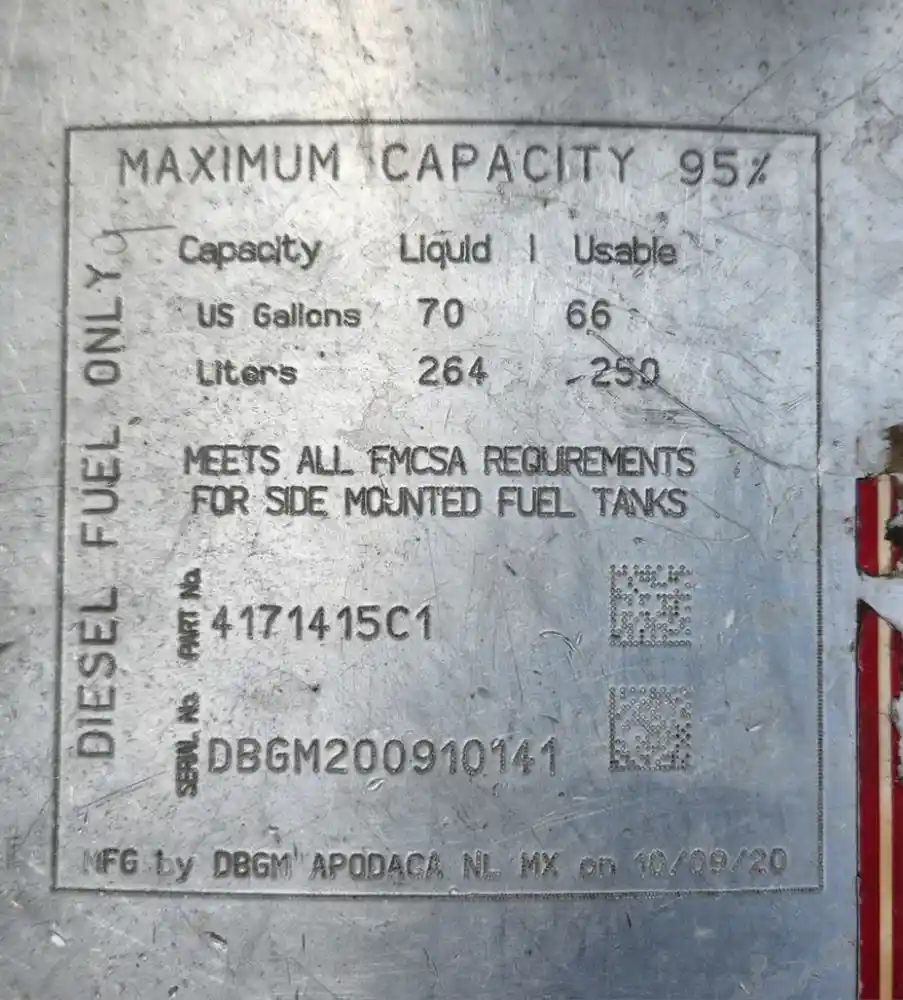 MAXIMUM CAPACITY 95%
Capacity Liquid | Usable
US Gallons 70 66
Liters 264 250
MEETS ALL FMCSA REQUIREMENTS
FOR SIDE MOUNTED FUEL TANKS
PART No. 4171415C1
SERIAL No. DBGM200910141
MFG by DBGM APODACA NL MX on 10/09/20
DIESEL FUEL ONLY